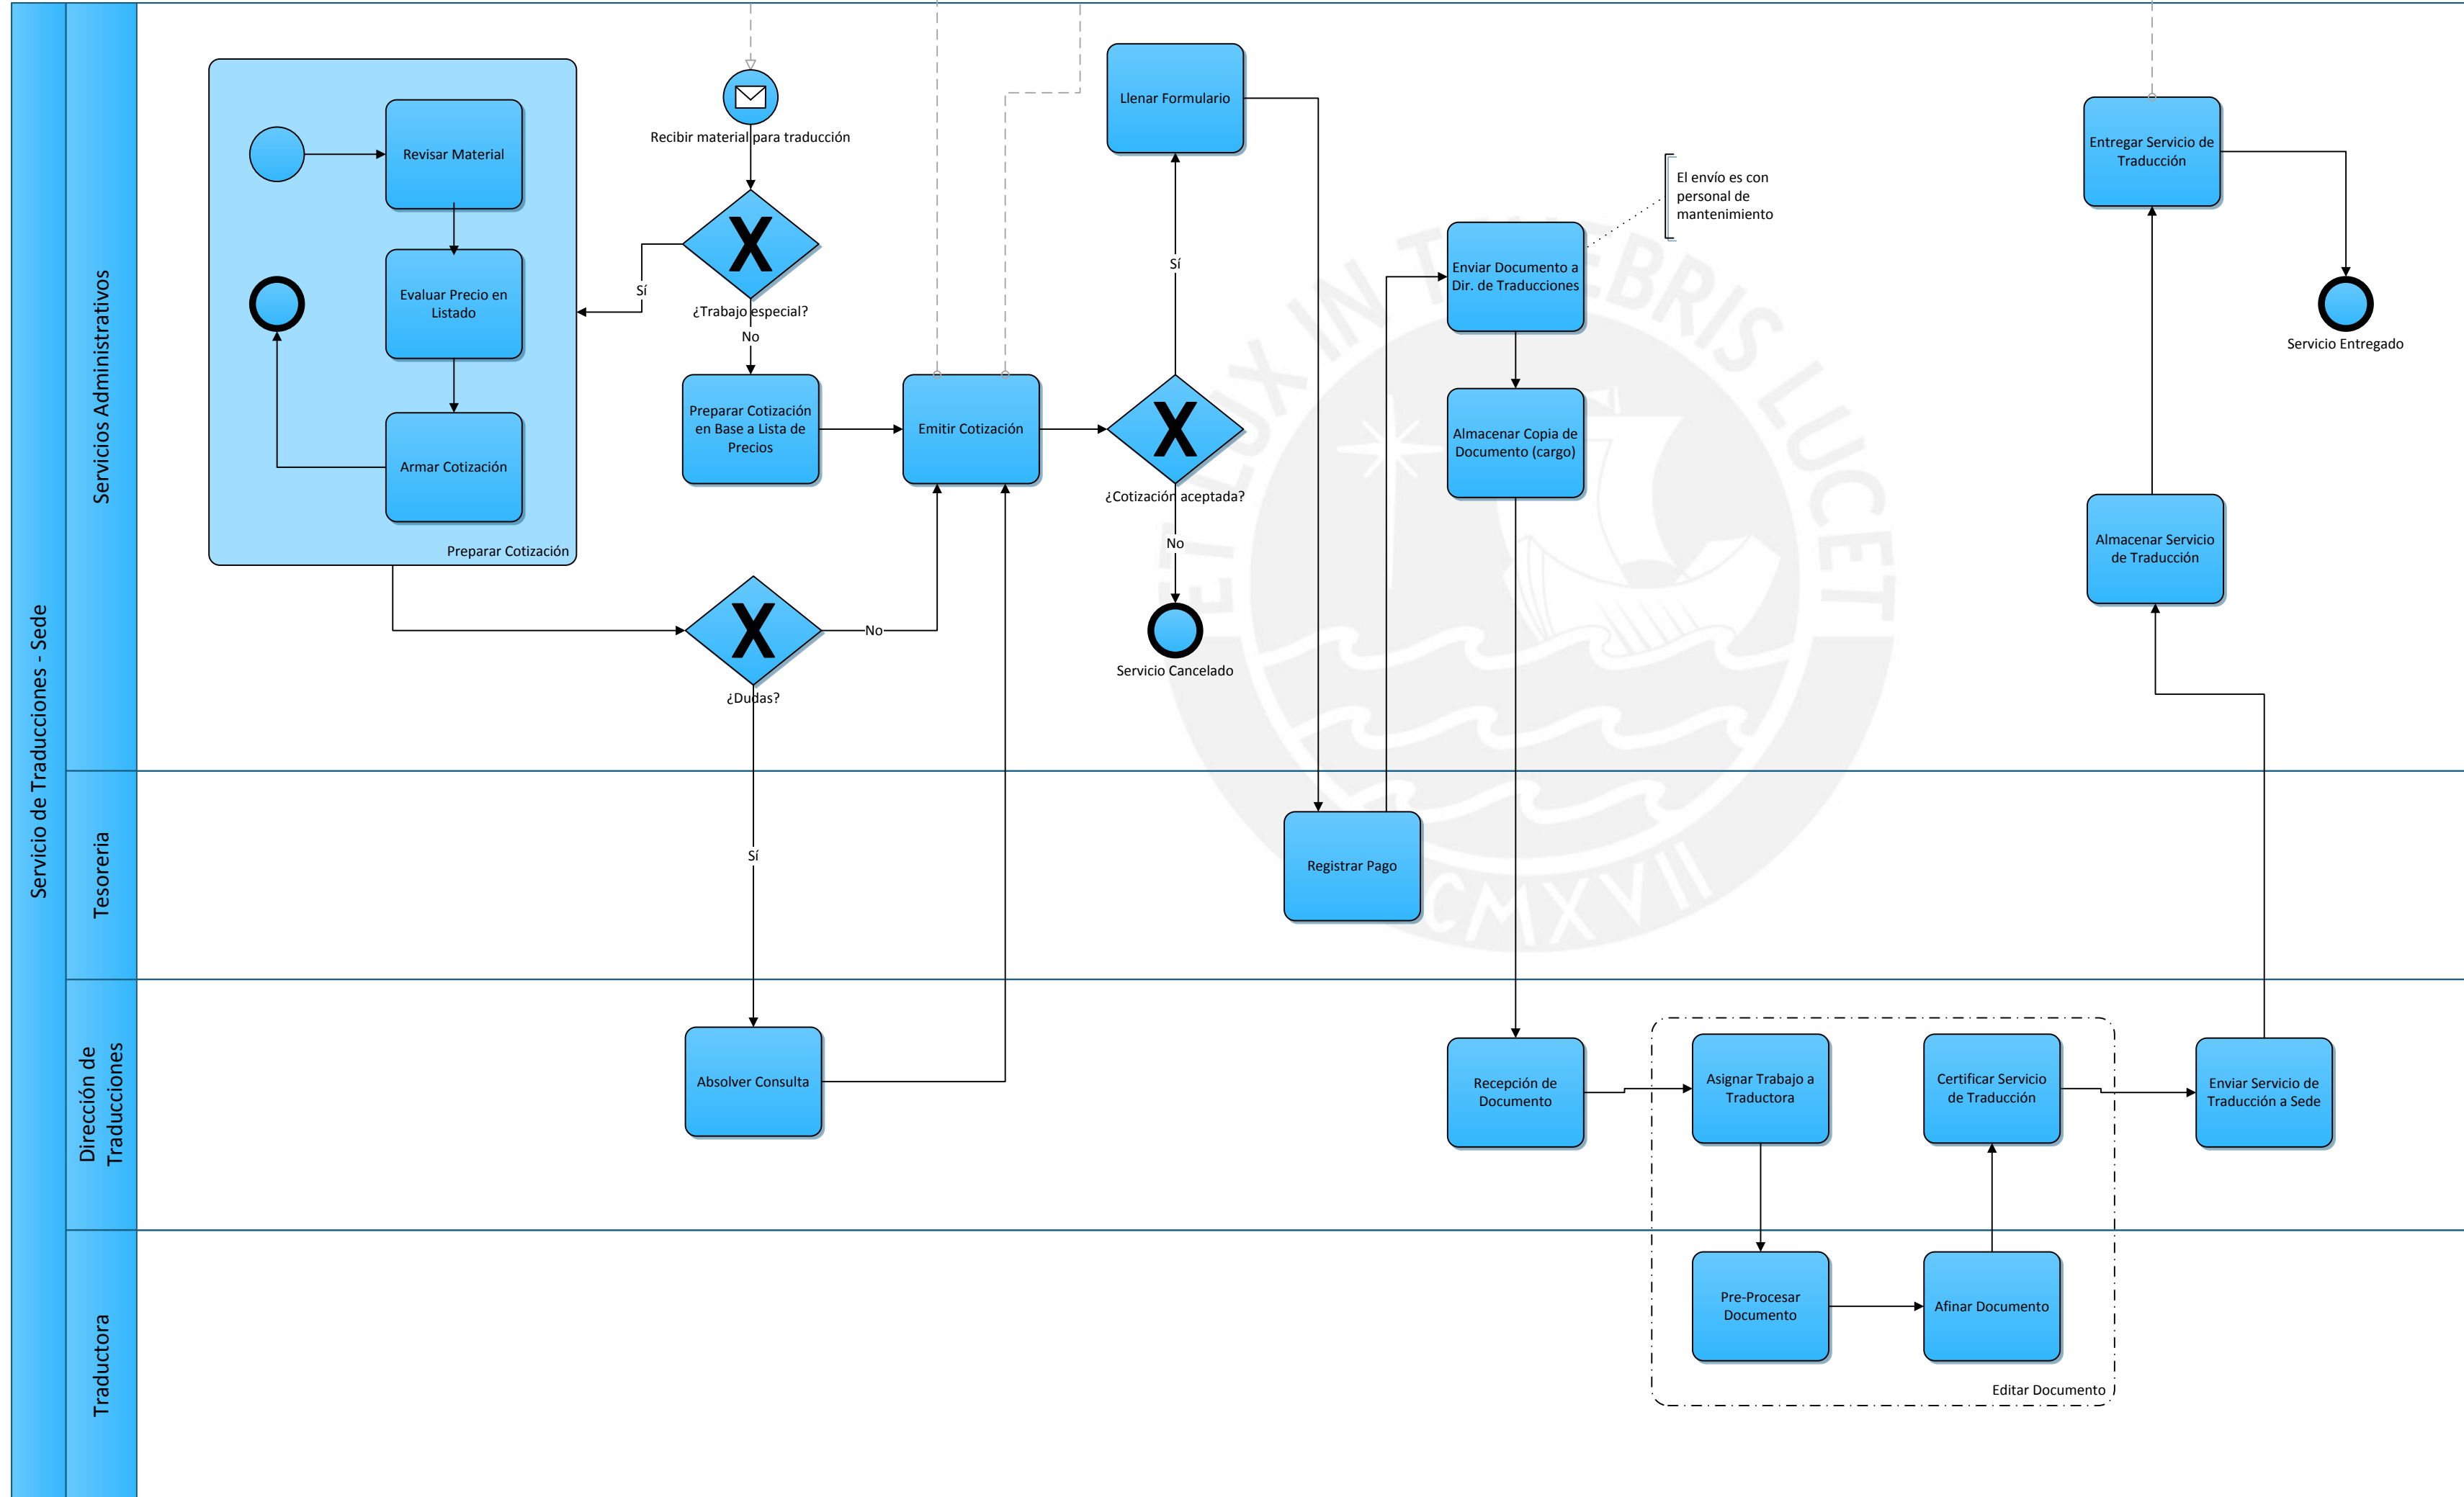 Servicio de Traducciones - Sede
Servicios Administrativos
Revisar Material
Evaluar Precio en
Listado
Armar Cotización
Preparar Cotización
Recibir material para traducción
¿Trabajo especial?
Sí
No
Preparar Cotización
en Base a Lista de
Precios
Emitir Cotización
¿Dudas?
No
Sí
Llenar Formulario
Sí
¿Cotización aceptada?
No
Servicio Cancelado
El envío es con
personal de
mantenimiento
Enviar Documento a
Dir. de Traducciones
Almacenar Copia de
Documento (cargo)
Entregar Servicio de
Traducción
Servicio Entregado
Almacenar Servicio
de Traducción
Tesoreria
Registrar Pago
Dirección de
Traducciones
Absolver Consulta
Recepción de
Documento
Asignar Trabajo a
Traductora
Certificar Servicio
de Traducción
Enviar Servicio de
Traducción a Sede
Traductora
Pre-Procesar
Documento
Afinar Documento
Editar Documento